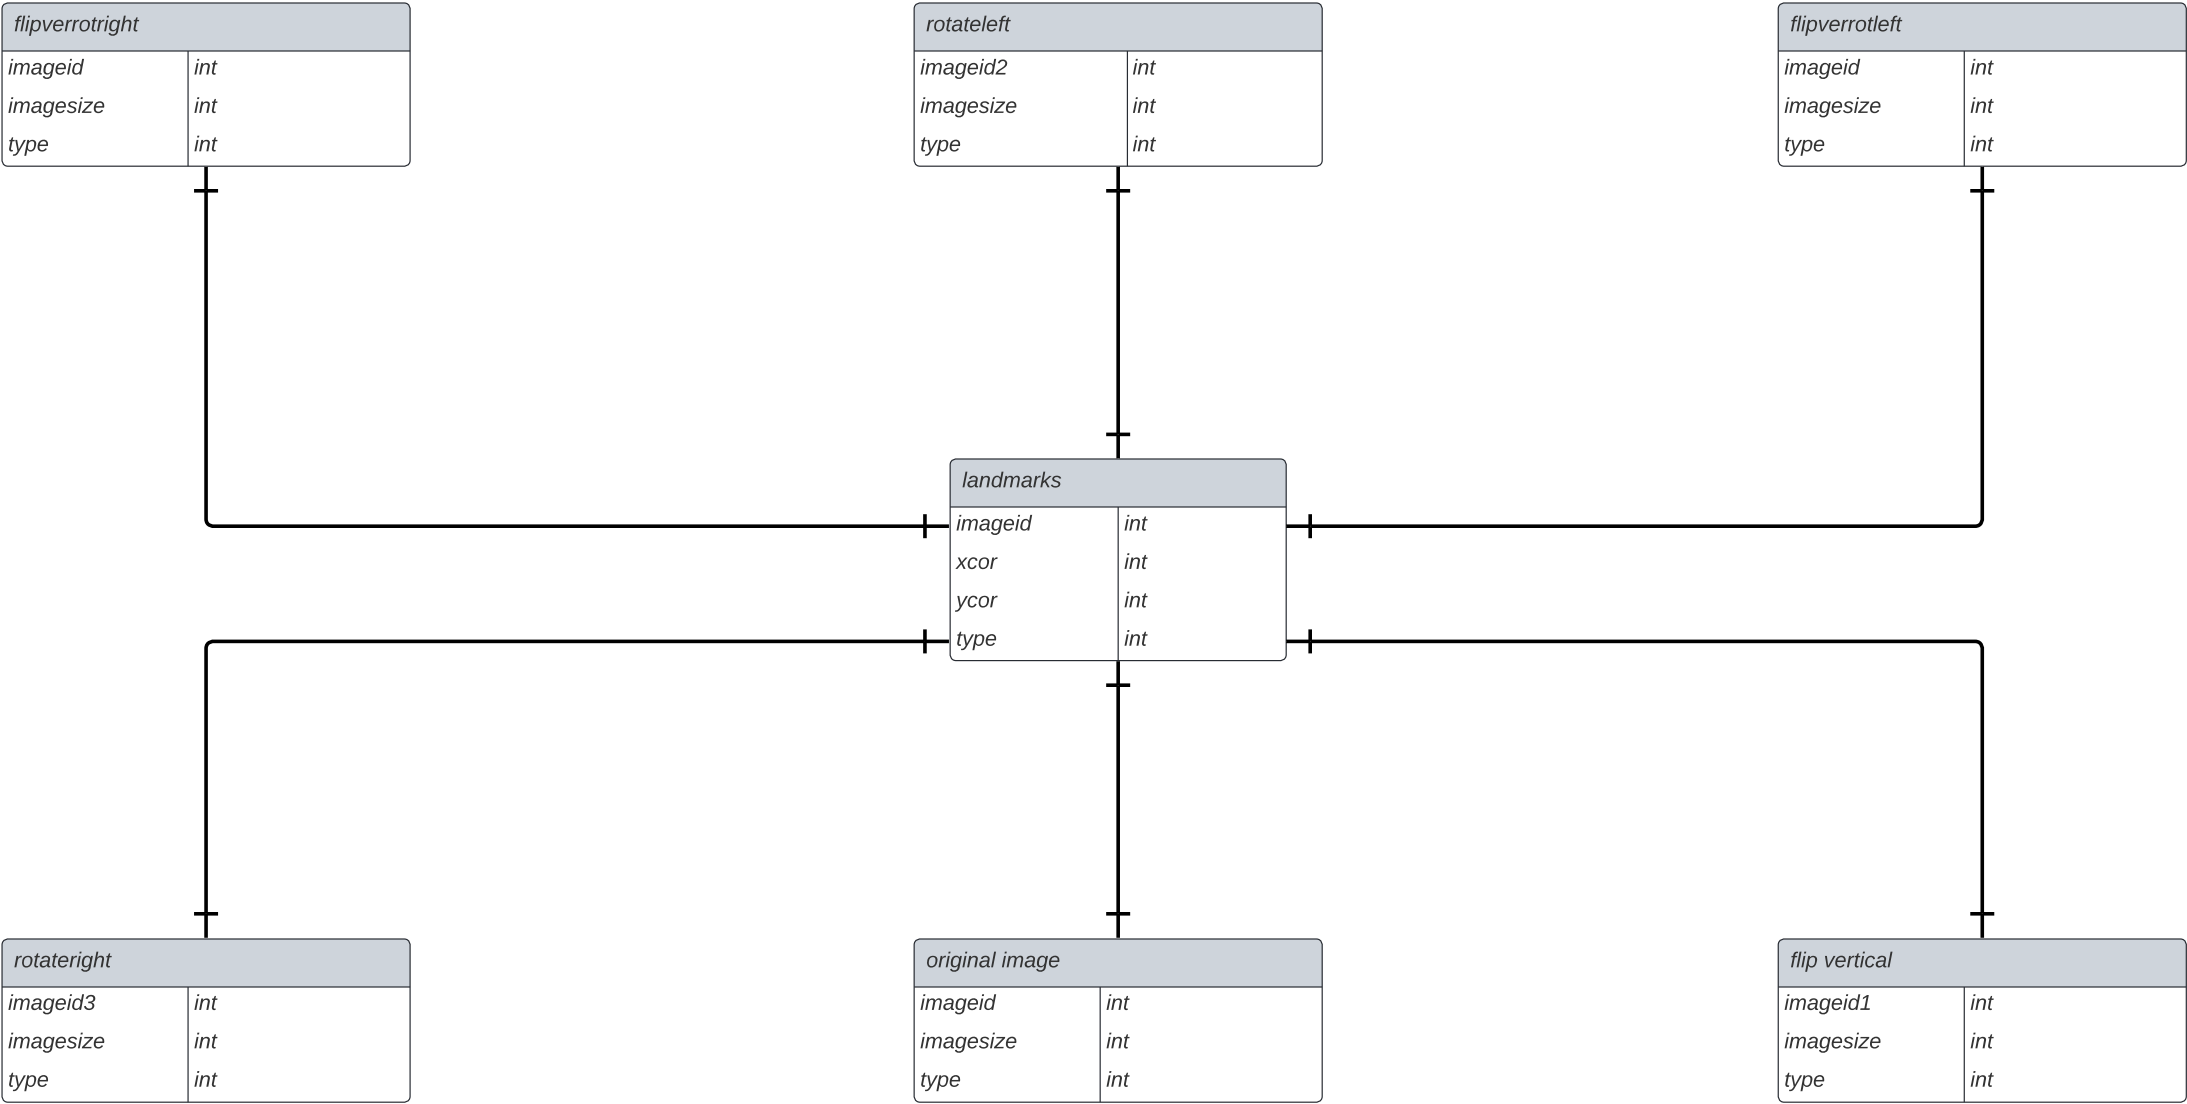 flipverrotright
imageid int
imagesize int
type int
rotateleft
imageid2 int
imagesize int
type int
flipverrotleft
imageid int
imagesize int
type int
landmarks
imageid int
xcor int
ycor int
type int
rotateright
imageid3 int
imagesize int
type int
original image
imageid int
imagesize int
type int
flip vertical
imageid1 int
imagesize int
type int